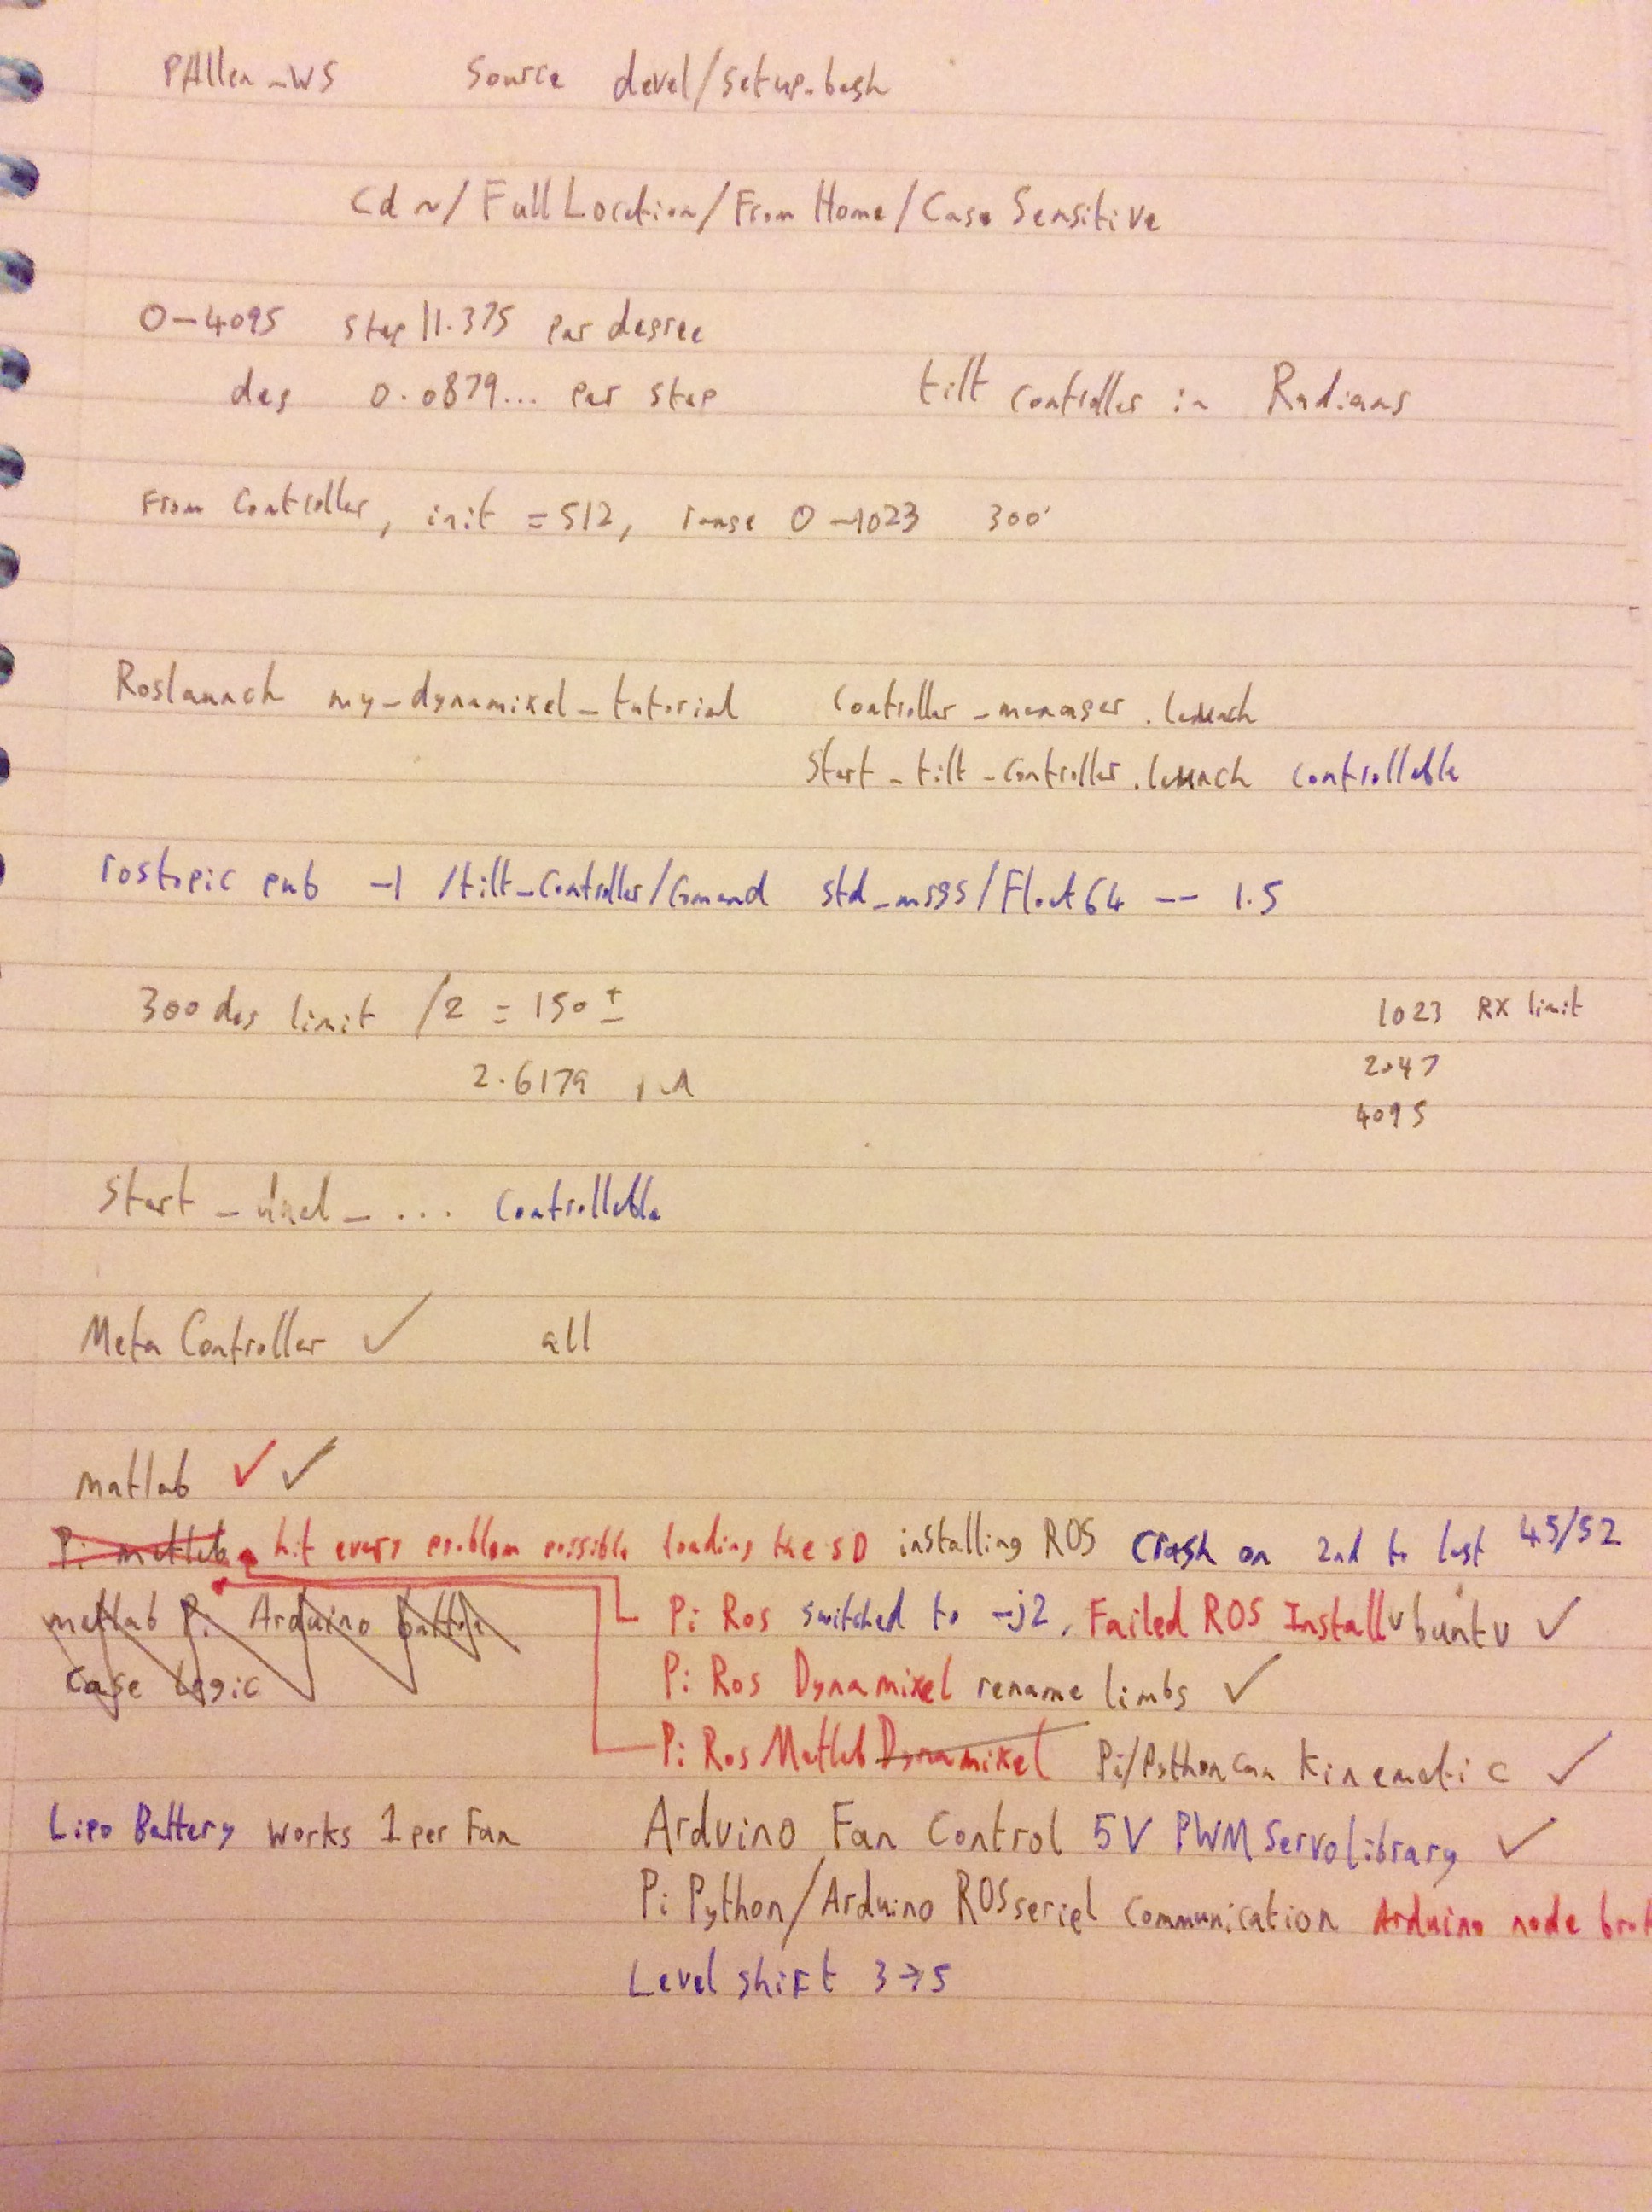 PAllen_WS Source devel/setup.bash
Cd ~/FullLocation/From Home/Case Sensitive
0-4095 step 11.375 per degree
deg 0.0879... per step tilt controller in Radians
From Controller, init = 512, range 0-1023 300°
Roslaunch my_dynamixel_tutorial Controller_manager.launch
Start_tilt_controller.launch controllable
rostopic pub -1 /tilt_controller/command std_msgs/Float64 -- 1.5
300 deg limit /2 = 150 ±
1023 RX limit
2.6179
2047
4095
Start_ _... Controllable
Meta Controller ✓ all
Matlab ✓ ✓
Pi matlab hit every problem possible loading the SD installing ROS Crash on 2nd to last 45/52
matlab Pi Arduino
Pi Ros switched to -j2, Failed ROS Install Ubuntu ✓
Case Logic
Pi Ros Dynamixel rename limbs ✓
Pi Ros Matlab Dynamixel Pi/Python can Kinematic ✓
Lipo Battery works 1 per Fan
Arduino Fan Control 5V PWM Servo library ✓
Pi Python/Arduino ROSserial communication Arduino node
Level shift 3→5